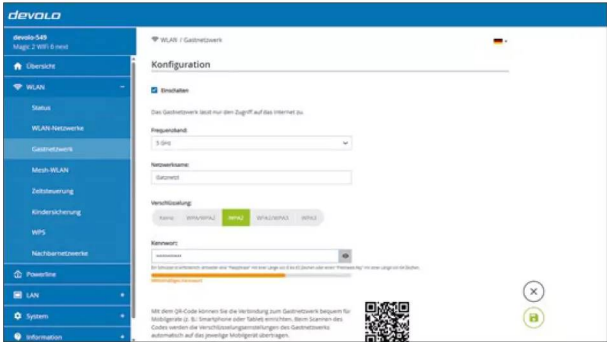 devolo
devolo-549
Magic 2 WiFi 6 next
Übersicht
WLAN
Status
WLAN-Netzwerke
Gastnetzwerk
Mesh-WLAN
Zeitsteuerung
Kindersicherung
WPS
Nachbarnetzwerke
Powerline
LAN
System
Information
WLAN / Gastnetzwerk
Konfiguration
Einschalten
Das Gastnetzwerk lässt nur den Zugriff auf das Internet zu.
Frequenzband:
5 GHz
Netzwerkname:
Gastnetz
Verschlüsselung:
Keine WPA/WPA2 WPA2 WPA2/WPA3 WPA3
Kennwort:
Mit dem QR-Code können Sie die Verbindung zum Gastnetzwerk bequem für
Mobilgeräte (z. B.: Smartphone oder Tablet) einrichten. Beim Scannen des
Codes werden die Verschlüsselungseinstellungen des Gastnetzwerks
automatisch auf das jeweilige Mobilgerät übertragen.